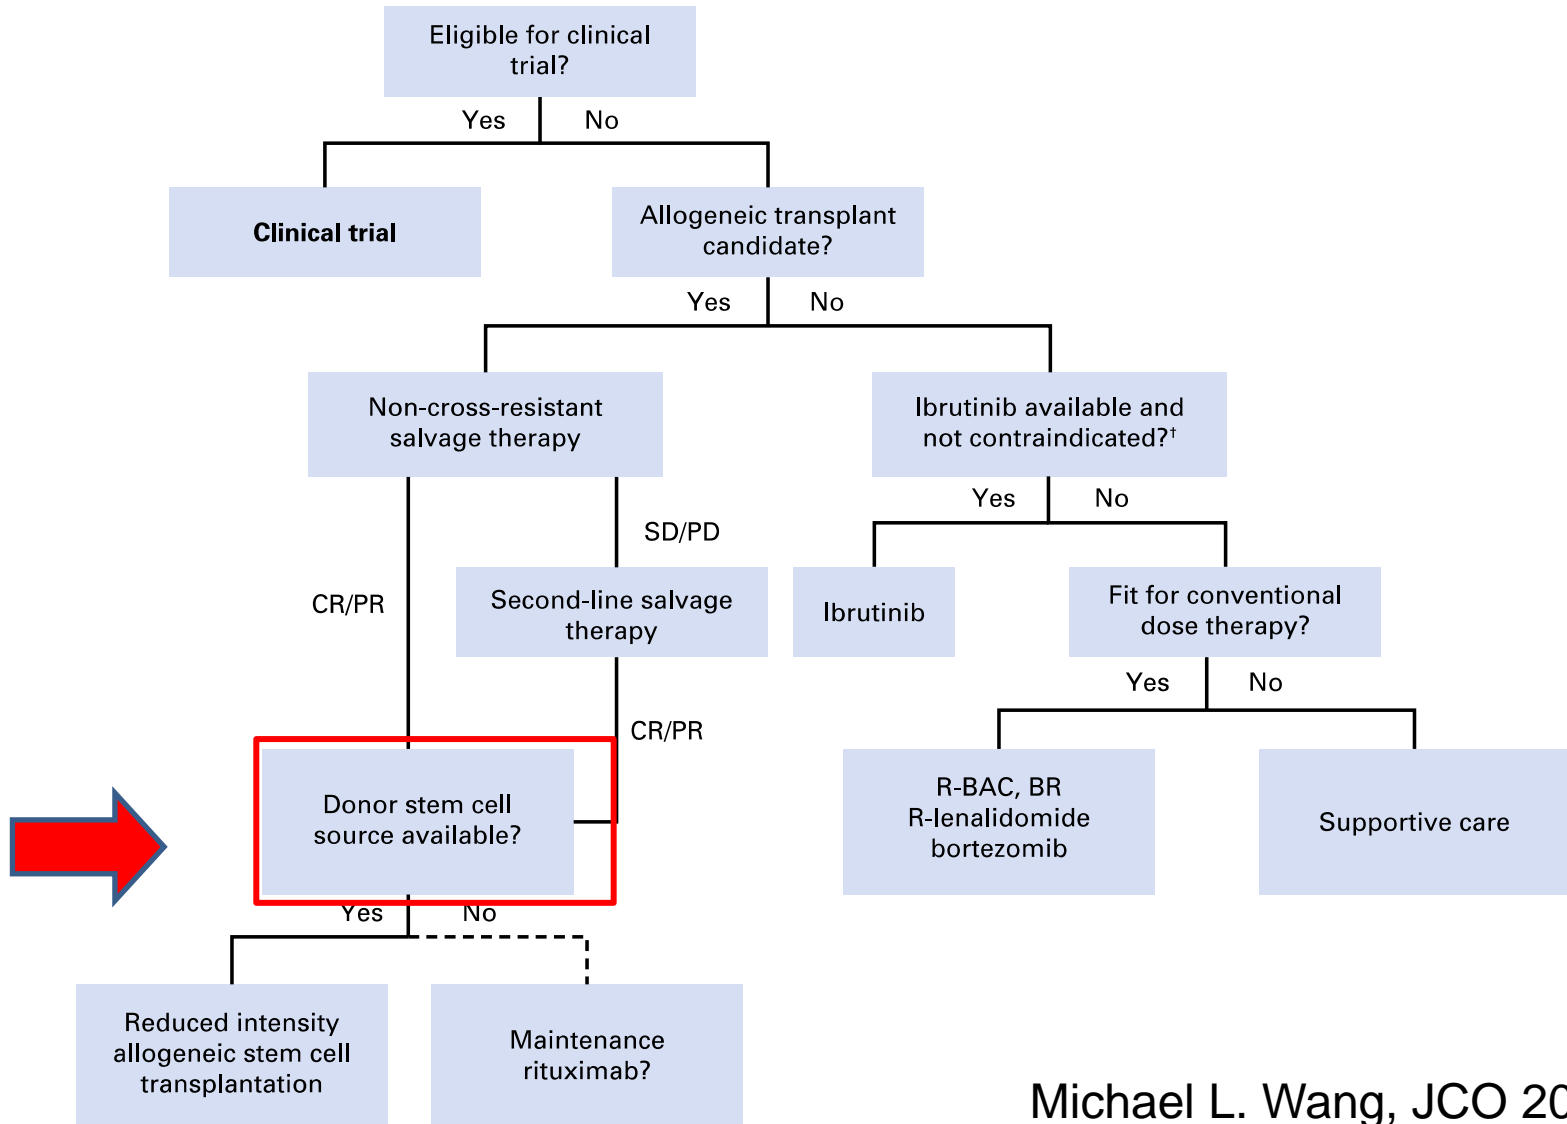 Eligible for clinical
trial?
Yes
No
Clinical trial
Allogeneic transplant
candidate?
Yes
No
Non-cross-resistant
salvage therapy
Ibrutinib available and
not contraindicated?†
Yes
No
SD/PD
CR/PR
Second-line salvage
therapy
Ibrutinib
Fit for conventional
dose therapy?
Yes
No
CR/PR
Donor stem cell
source available?
R-BAC, BR
R-lenalidomide
bortezomib
Supportive care
Yes
No
Reduced intensity
allogeneic stem cell
transplantation
Maintenance
rituximab?
Michael L. Wang, JCO 20